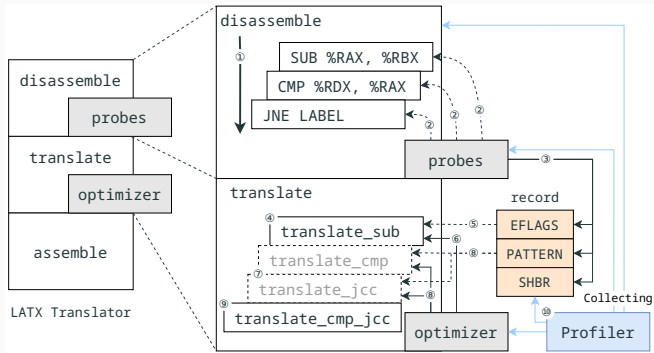 disassemble
probes
translate
optimizer
assemble
LATX Translator
disassemble
①
SUB %RAX, %RBX
CMP %RDX, %RAX
JNE LABEL
②
②
②
probes
③
translate
④
translate_sub
⑤
⑥
translate_cmp
⑦
⑧
translate_jcc
⑧
⑨
translate_cmp_jcc
optimizer
record
EFLAGS
PATTERN
SHBR
Collecting
⑩
Profiler